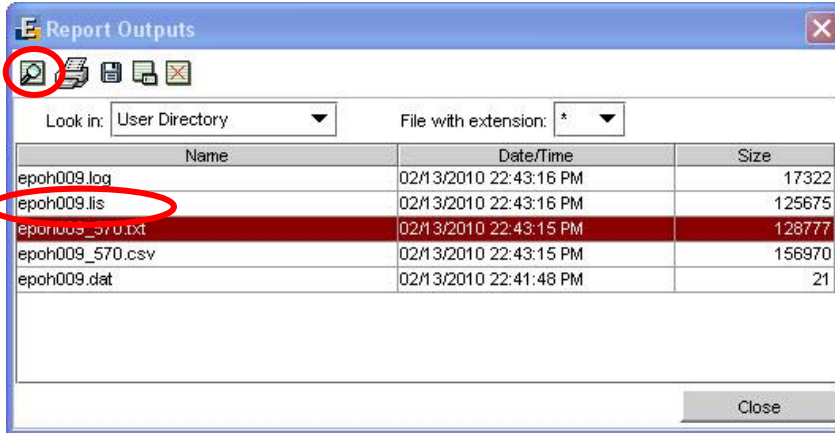 Report Outputs
Look in: User Directory File with extension: *
Name Date/Time Size
epoh009.log 02/13/2010 22:43:16 PM 17322
epoh009.lis 02/13/2010 22:43:16 PM 125675
epoh009_570.txt 02/13/2010 22:43:15 PM 128777
epoh009_570.csv 02/13/2010 22:43:15 PM 156970
epoh009.dat 02/13/2010 22:41:48 PM 21
Close